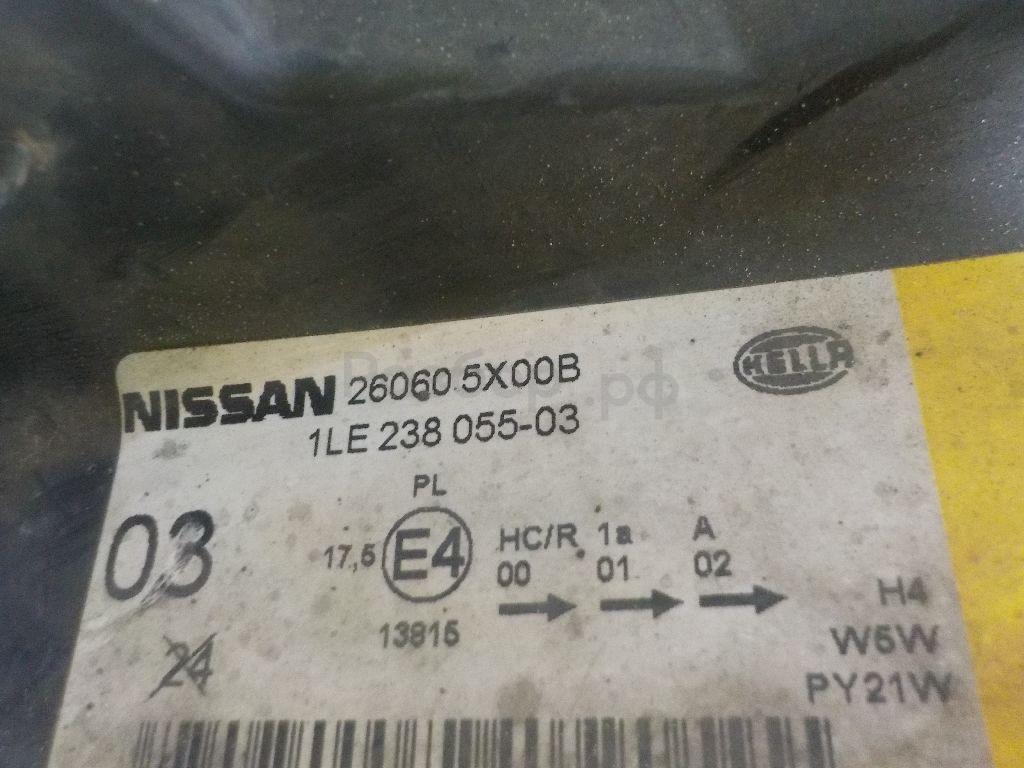 NISSAN 26060.5X00B
HELLA
1LE 238 055-03
PL
03
17,5 E4
HC/R 1a A
00 01 02
13815
H4
W5W
24
PY21W